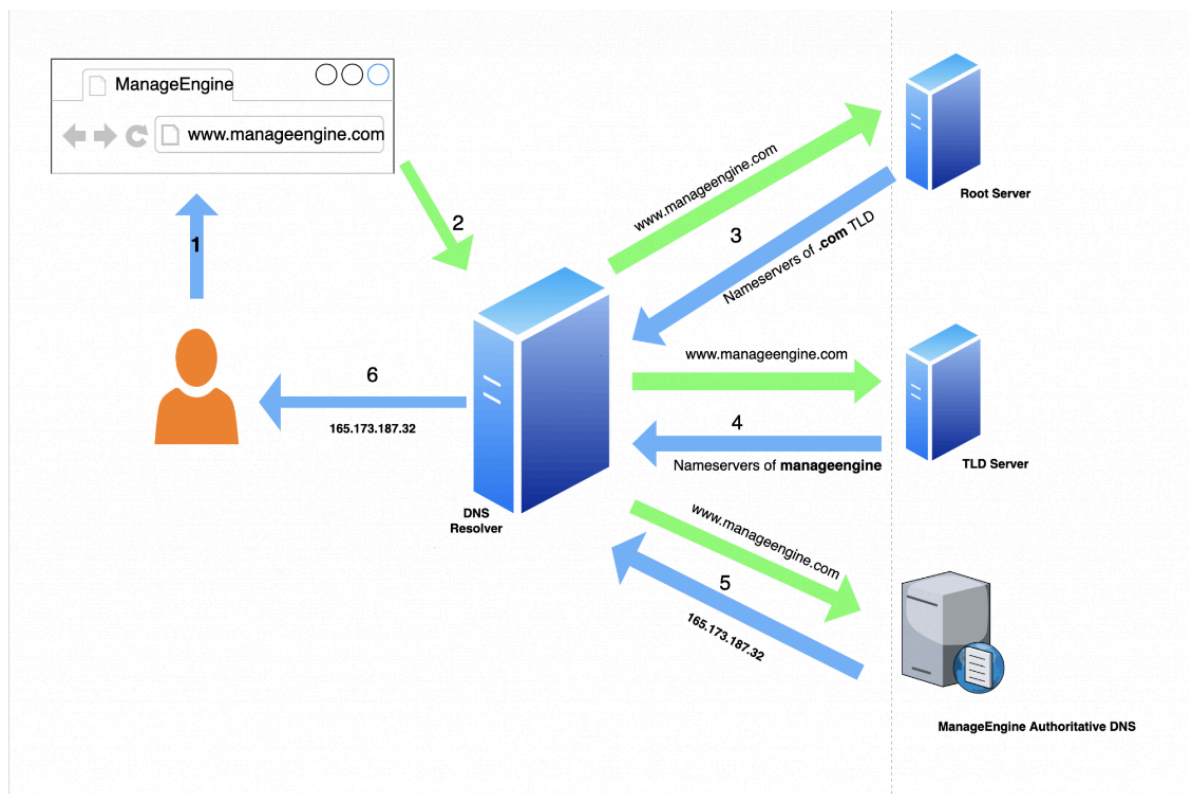 ManageEngine
www.manageengine.com
1
2
www.manageengine.com
3
Nameservers of .com TLD
Root Server
www.manageengine.com
4
Nameservers of manageengine
TLD Server
6
165.173.187.32
DNS
Resolver
www.manageengine.com
5
165.173.187.32
ManageEngine Authoritative DNS